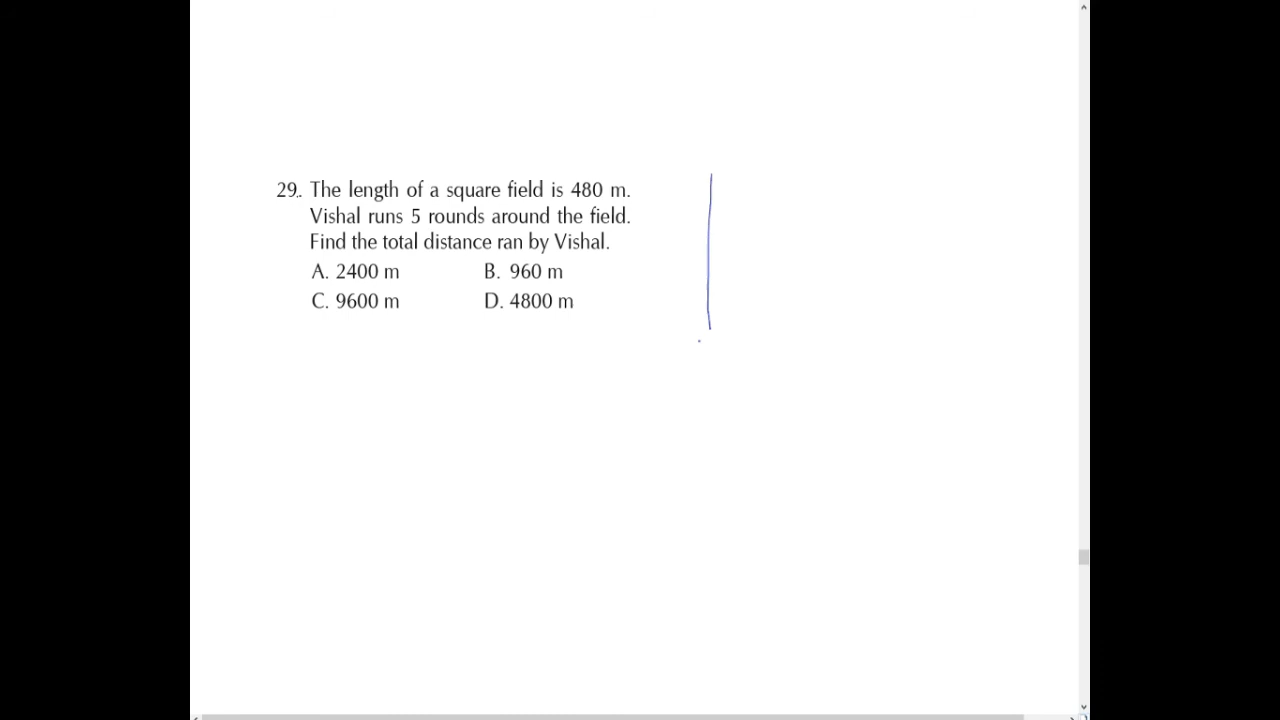 29.. The length of a square field is 480 m.
Vishal runs 5 rounds around the field.
Find the total distance ran by Vishal.
A. 2400 m B. 960 m
C. 9600 m D. 4800 m